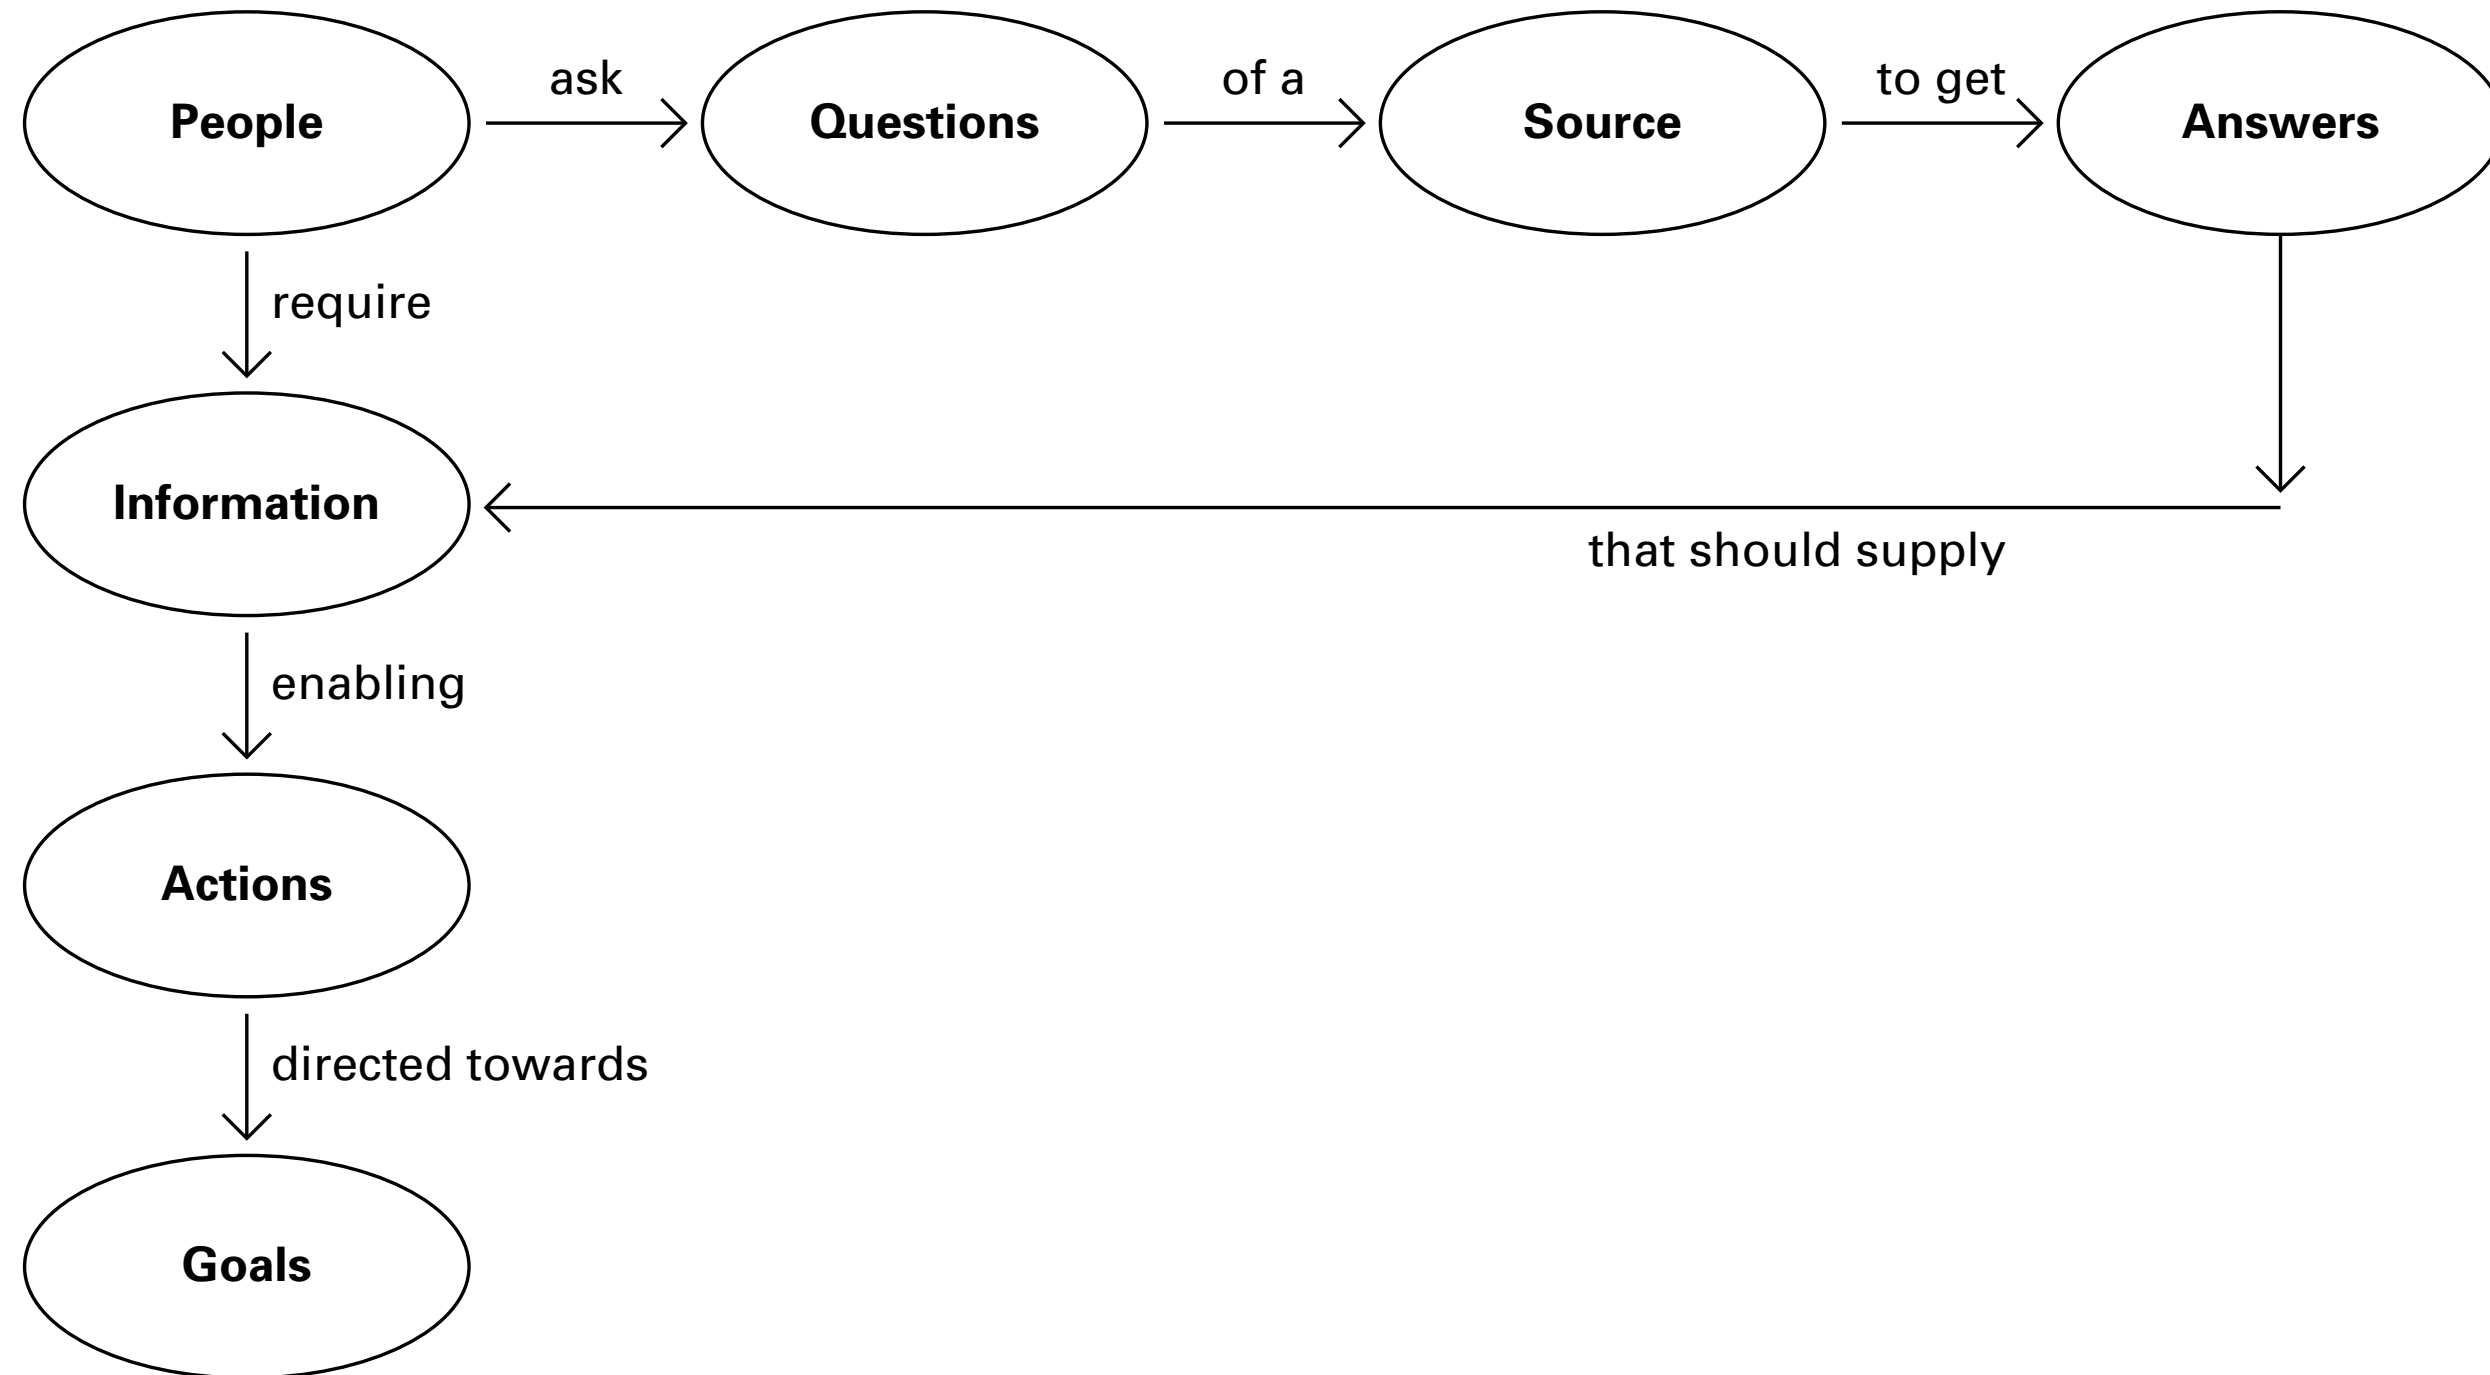 People
ask
Questions
of a
Source
to get
Answers
require
Information
that should supply
enabling
Actions
directed towards
Goals